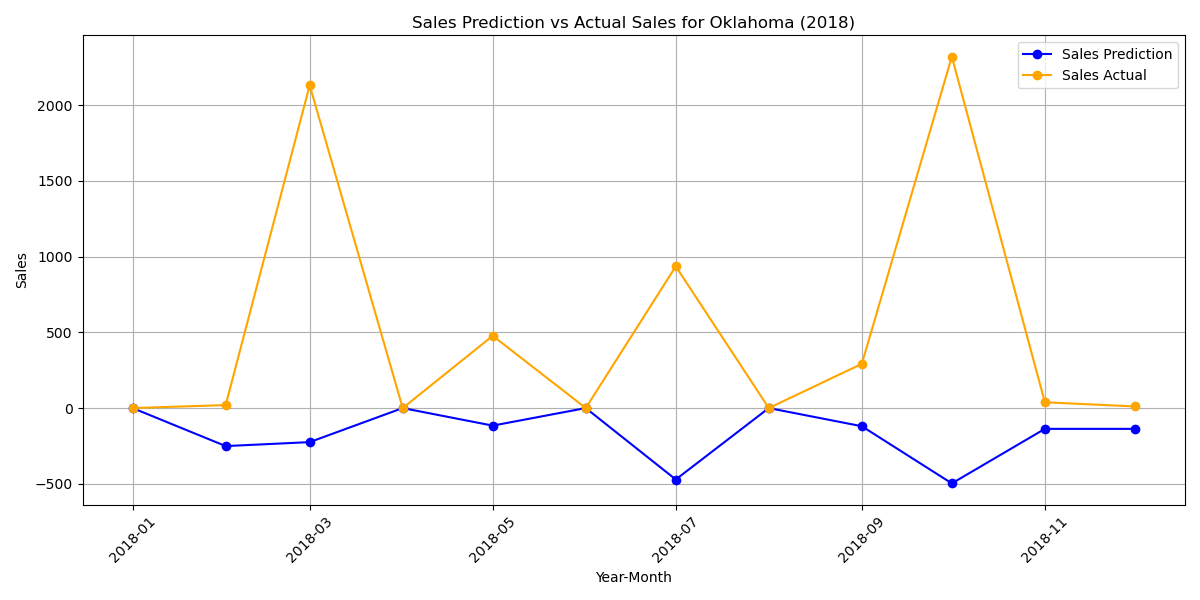 Sales Prediction vs Actual Sales for Oklahoma (2018)
Sales Prediction
Sales Actual
Sales
2000
1500
1000
500
0
−500
2018-01
2018-03
2018-05
2018-07
2018-09
2018-11
Year-Month